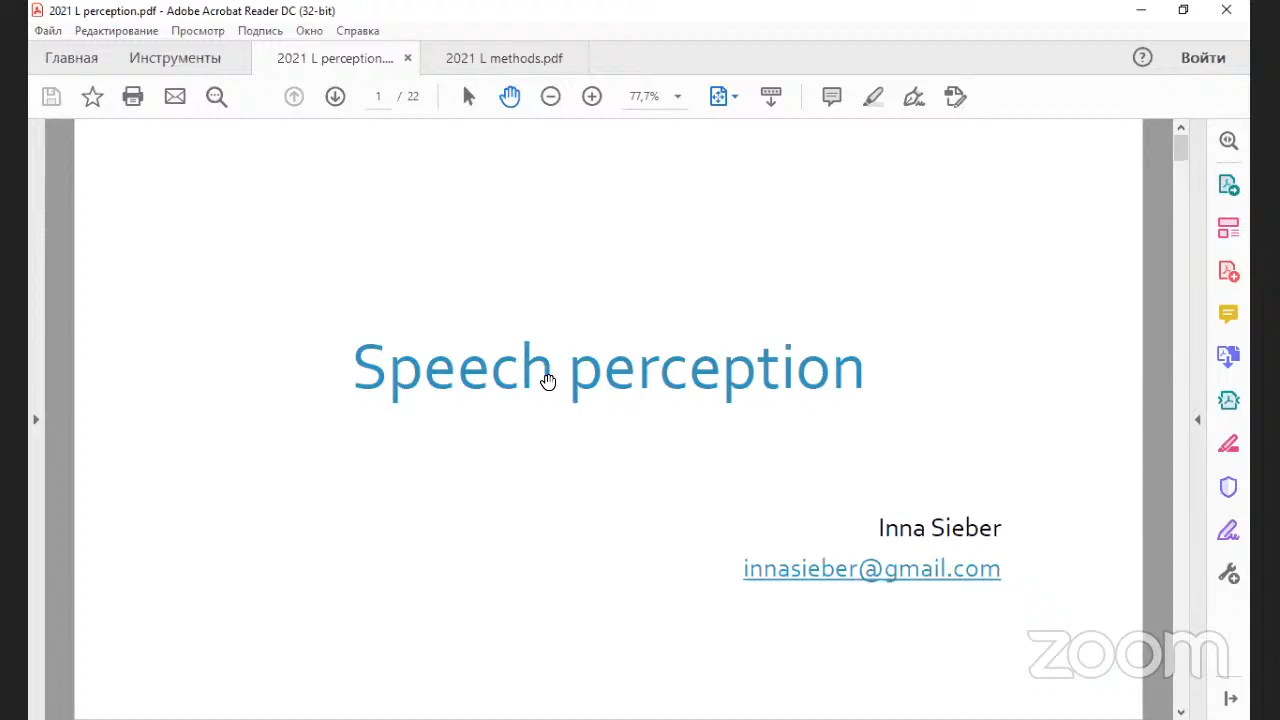 2021 L perception.pdf - Adobe Acrobat Reader DC (32-bit)
Файл Редактирование Просмотр Подпись Окно Справка
Главная Инструменты 2021 L perception.... × 2021 L methods.pdf Войти
1 / 22 77,7%
Speech perception
Inna Sieber
innasieber@gmail.com
zoom